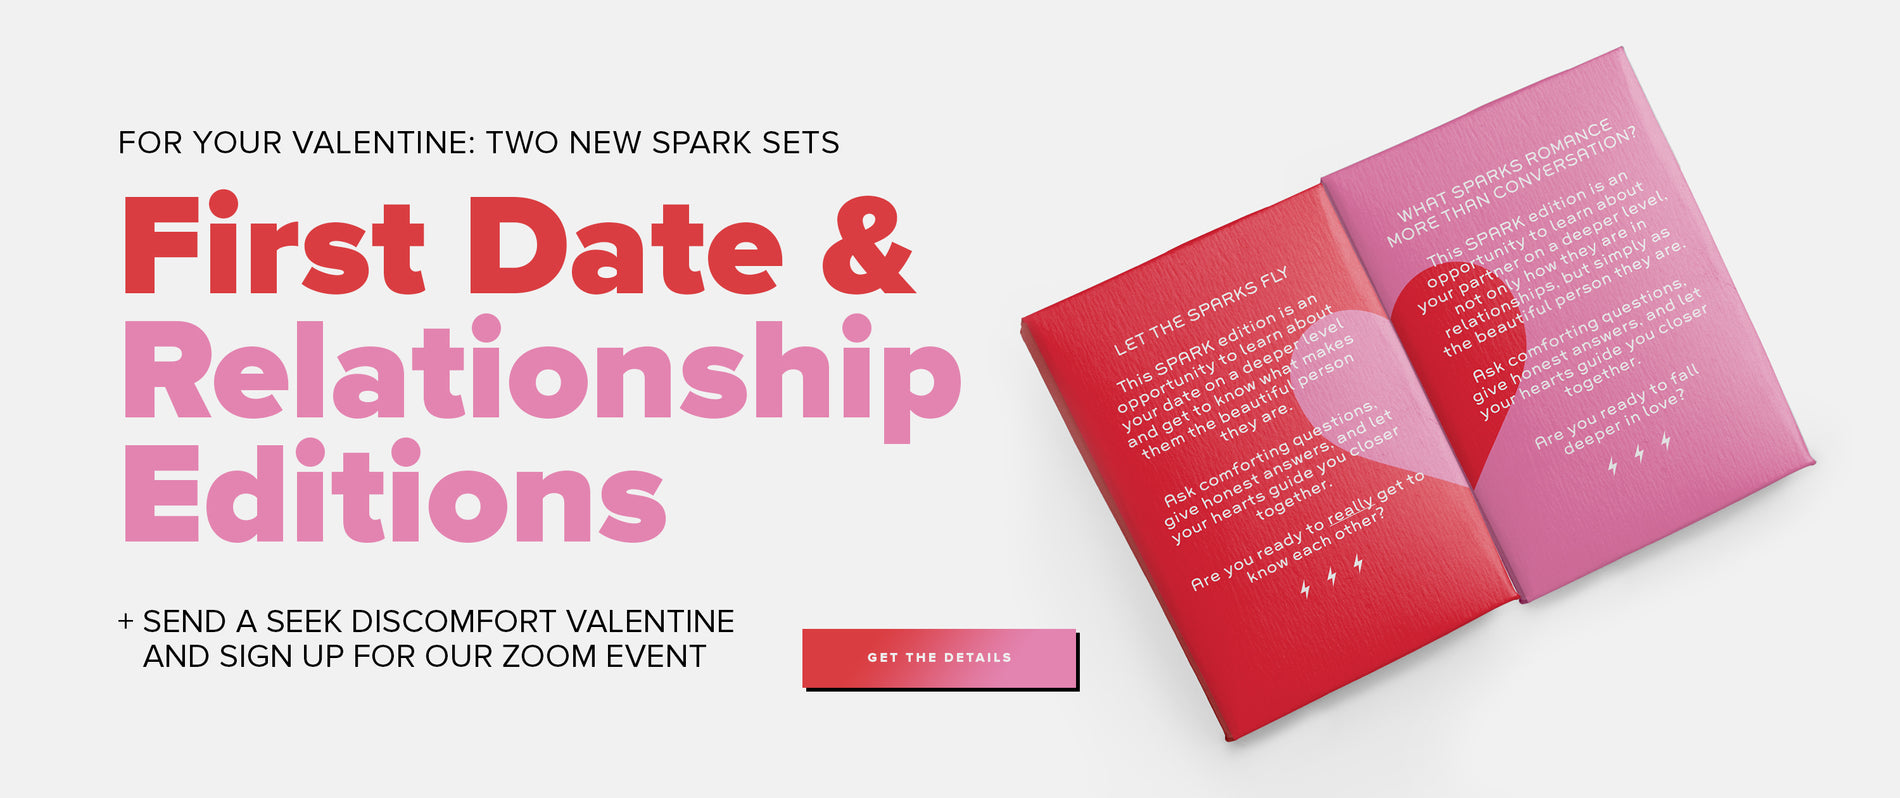 FOR YOUR VALENTINE: TWO NEW SPARK SETS
First Date &
Relationship
Editions
+ SEND A SEEK DISCOMFORT VALENTINE
AND SIGN UP FOR OUR ZOOM EVENT
GET THE DETAILS
LET THE SPARKS FLY
This SPARK edition is an
opportunity to learn about
your date on a deeper level
and get to know what makes
them the beautiful person
they are.
Ask comforting questions,
give honest answers, and let
your hearts guide you closer
together.
Are you ready to really get to
know each other?
WHAT SPARKS ROMANCE
MORE THAN CONVERSATION?
This SPARK edition is an
opportunity to learn about
your partner on a deeper level,
not only how they are in
relationships, but simply as
the beautiful person they are.
Ask comforting questions,
give honest answers, and let
your hearts guide you closer
together.
Are you ready to fall
deeper in love?